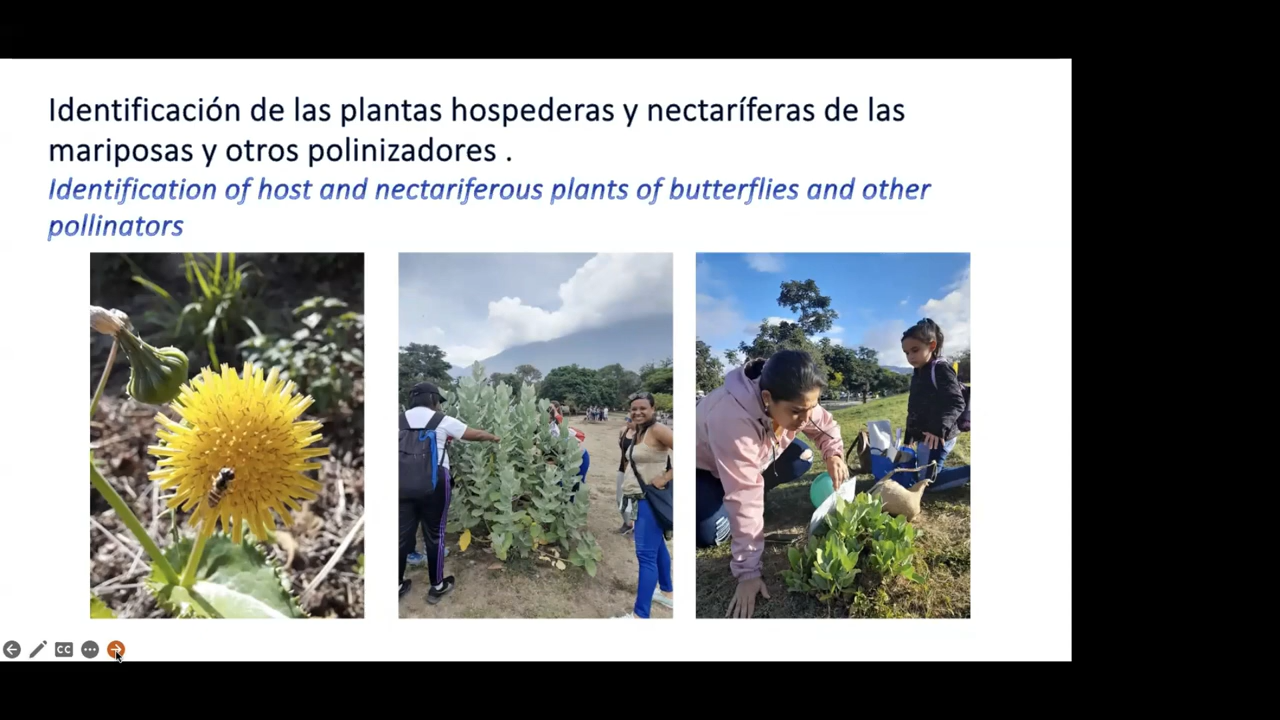 Identificación de las plantas hospederas y nectaríferas de las
mariposas y otros polinizadores .
Identification of host and nectariferous plants of butterflies and other
pollinators
CC